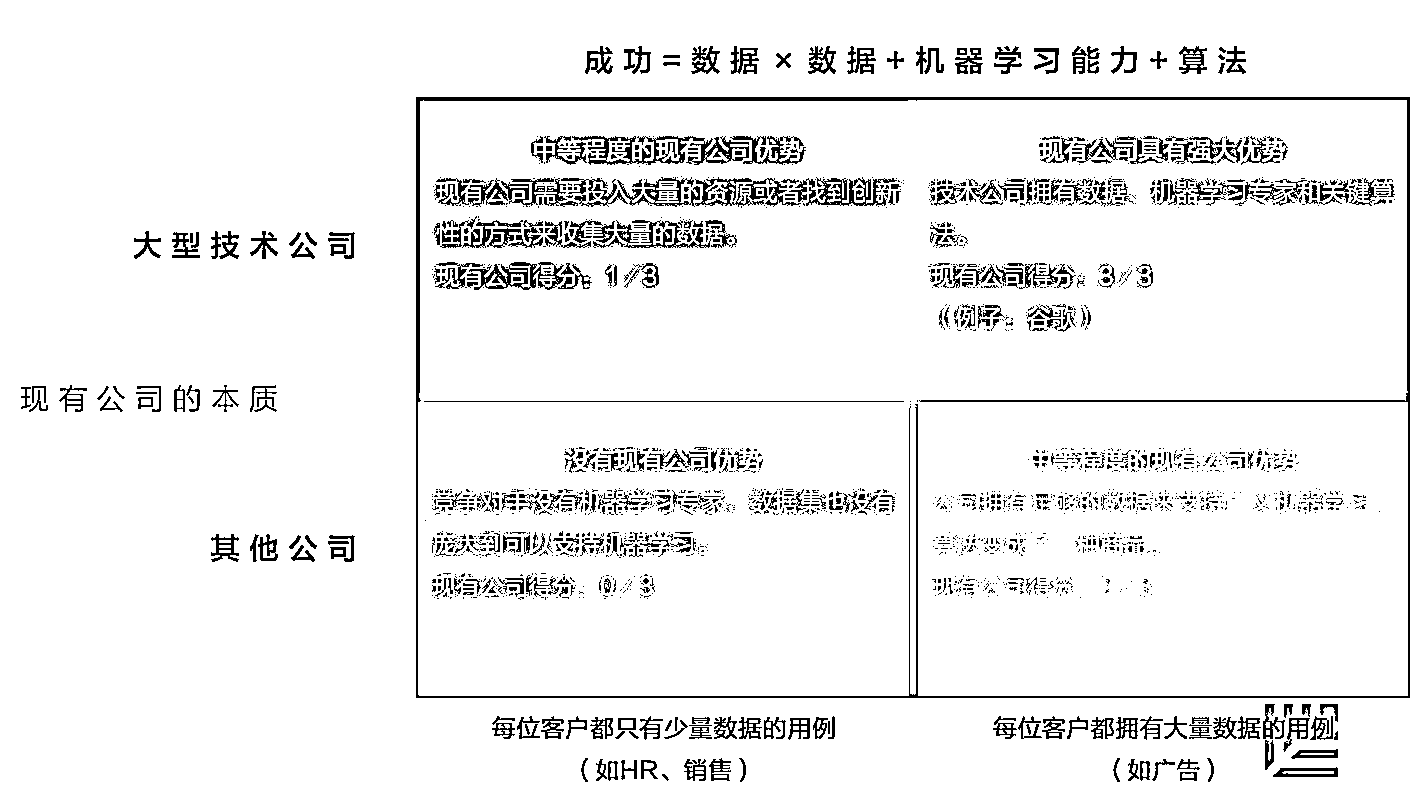 成功=数据×数据+机器学习能力+算法
中等程度的现有公司优势
现有公司需要投入大量的资源或者找到创新
性的方式来收集大量的数据。
现有公司得分：1/3
现有公司具有强大优势
技术公司拥有数据、机器学习专家和关键算
法。
现有公司得分：3/3
（例子：谷歌）
大型技术公司
现有公司的本质
没有现有公司优势
竞争对手没有机器学习专家，数据集也没有
庞大到可以支持机器学习。
现有公司得分：0/3
中等程度的现有公司优势
公司拥有足够的数据来支持
机器学习
算法变成了一种商品。
现有公司得分：
其他公司
每位客户都只有少量数据的用例
（如HR、销售）
每位客户都拥有大量数据的用例
（如广告）